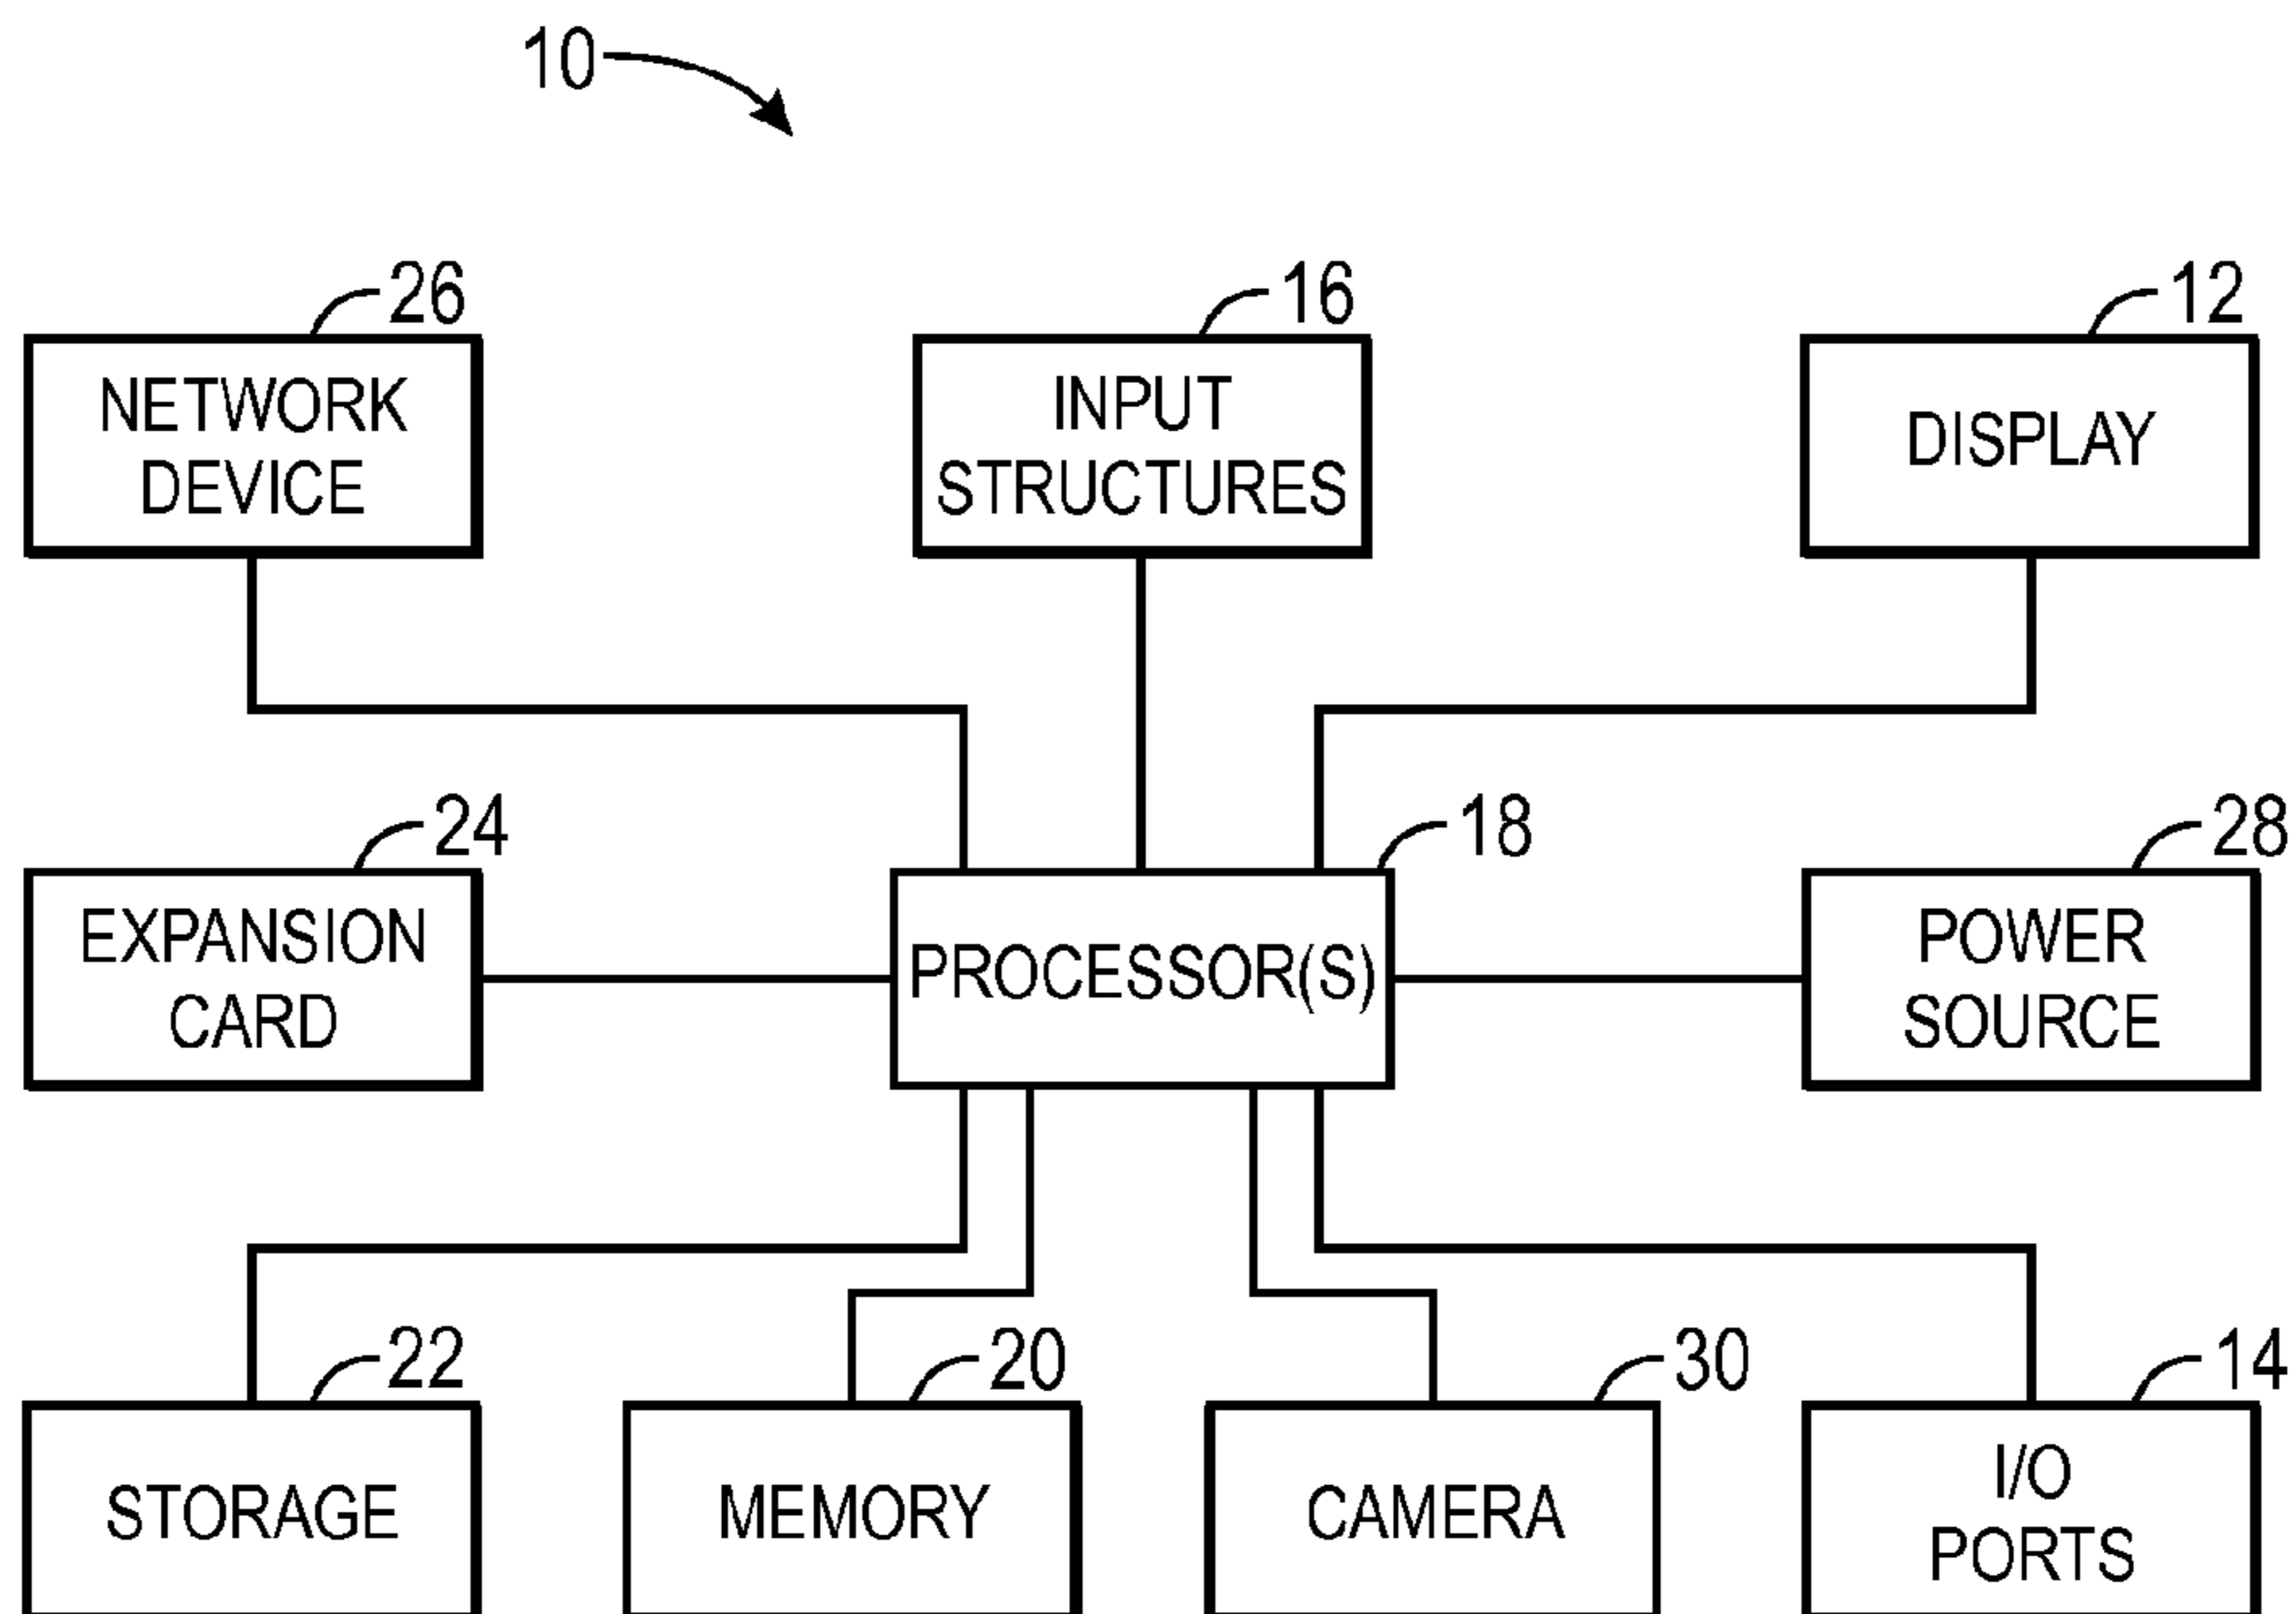 10
26
16
12
NETWORK
DEVICE
INPUT
STRUCTURES
DISPLAY
24
18
28
EXPANSION
CARD
PROCESSOR(S)
POWER
SOURCE
22
20
30
14
STORAGE
MEMORY
CAMERA
I/O
PORTS